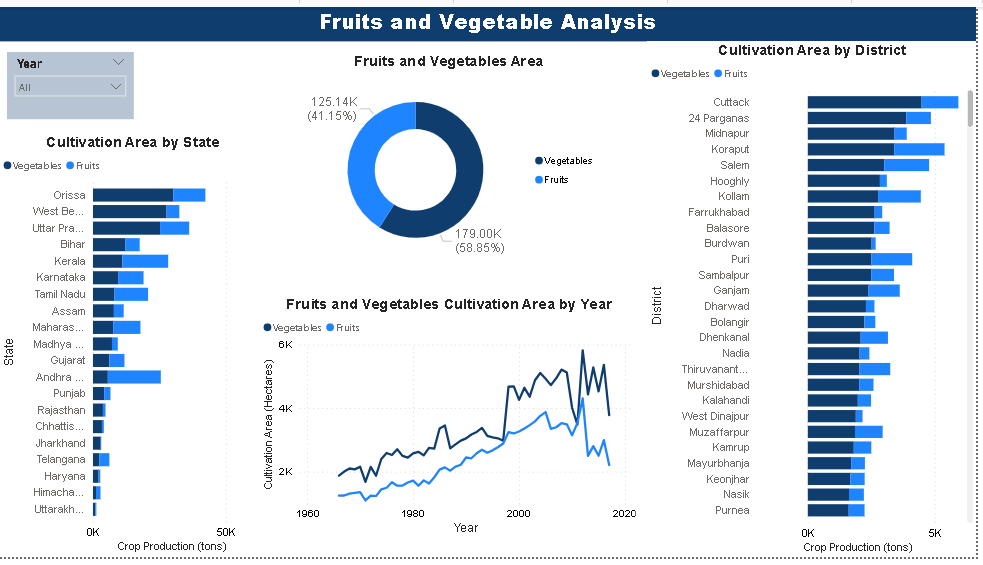 Fruits and Vegetable Analysis
Year
All
Cultivation Area by State
Vegetables Fruits
State
Orissa
West Be...
Uttar Pra...
Bihar
Kerala
Karnataka
Tamil Nadu
Assam
Maharas...
Madhya ...
Gujarat
Andhra ...
Punjab
Rajasthan
Chhattis...
Jharkhand
Telangana
Haryana
Himacha...
Uttarakh...
0K 50K
Crop Production (tons)
Fruits and Vegetables Area
125.14K
(41.15%)
179.00K
(58.85%)
Vegetables
Fruits
Fruits and Vegetables Cultivation Area by Year
Vegetables Fruits
Cultivation Area (Hectares)
6K
4K
2K
1960 1980 2000 2020
Year
Cultivation Area by District
Vegetables Fruits
District
Cuttack
24 Parganas
Midnapur
Koraput
Salem
Hooghly
Kollam
Farrukhabad
Balasore
Burdwan
Puri
Sambalpur
Ganjam
Dharwad
Bolangir
Dhenkanal
Nadia
Thiruvanant...
Murshidabad
Kalahandi
West Dinajpur
Muzaffarpur
Kamrup
Mayurbhanja
Keonjhar
Nasik
Purnea
0K 5K
Crop Production (tons)